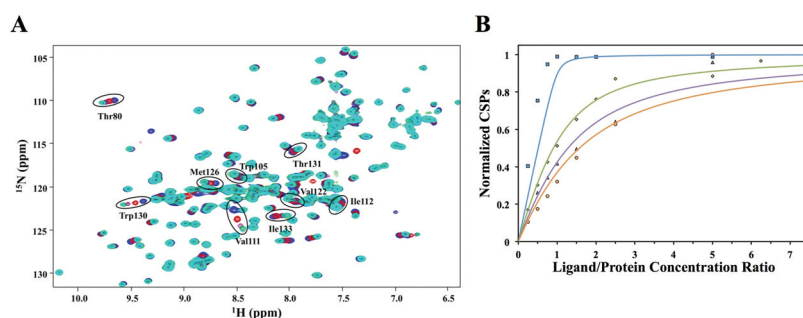 A
B
15N (ppm)
105
110
115
120
125
130
Thr80
Met126
Trp105
Thr131
Val122
Trp130
Ile112
Ile133
Val111
10.0
9.5
9.0
8.5
8.0
7.5
7.0
6.4
1H (ppm)
Normalized CSPs
1
0.8
0.6
0.4
0.2
0
0
1
2
3
4
5
6
7
Ligand/Protein Concentration Ratio